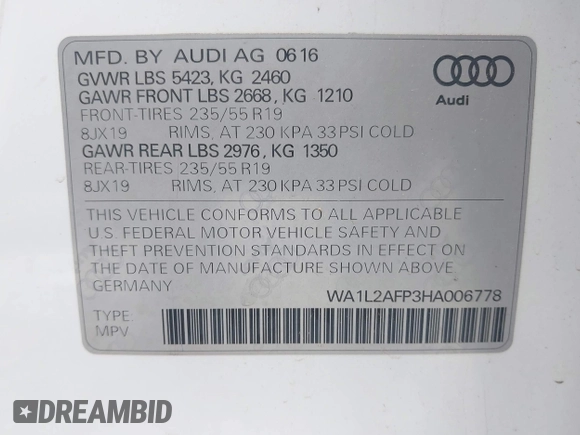 MFD. BY AUDI AG 06 16
GVWR LBS 5423, KG 2460
GAWR FRONT LBS 2668, KG 1210
FRONT-TIRES 235/55 R19
8JX19 RIMS, AT 230 KPA 33 PSI COLD
GAWR REAR LBS 2976, KG 1350
REAR-TIRES 235/55 R19
8JX19 RIMS, AT 230 KPA 33 PSI COLD
Audi
THIS VEHICLE CONFORMS TO ALL APPLICABLE
U.S. FEDERAL MOTOR VEHICLE SAFETY AND
THEFT PREVENTION STANDARDS IN EFFECT ON
THE DATE OF MANUFACTURE SHOWN ABOVE
GERMANY
WA1L2AFP3HA006778
TYPE:
MPV
DREAMBID